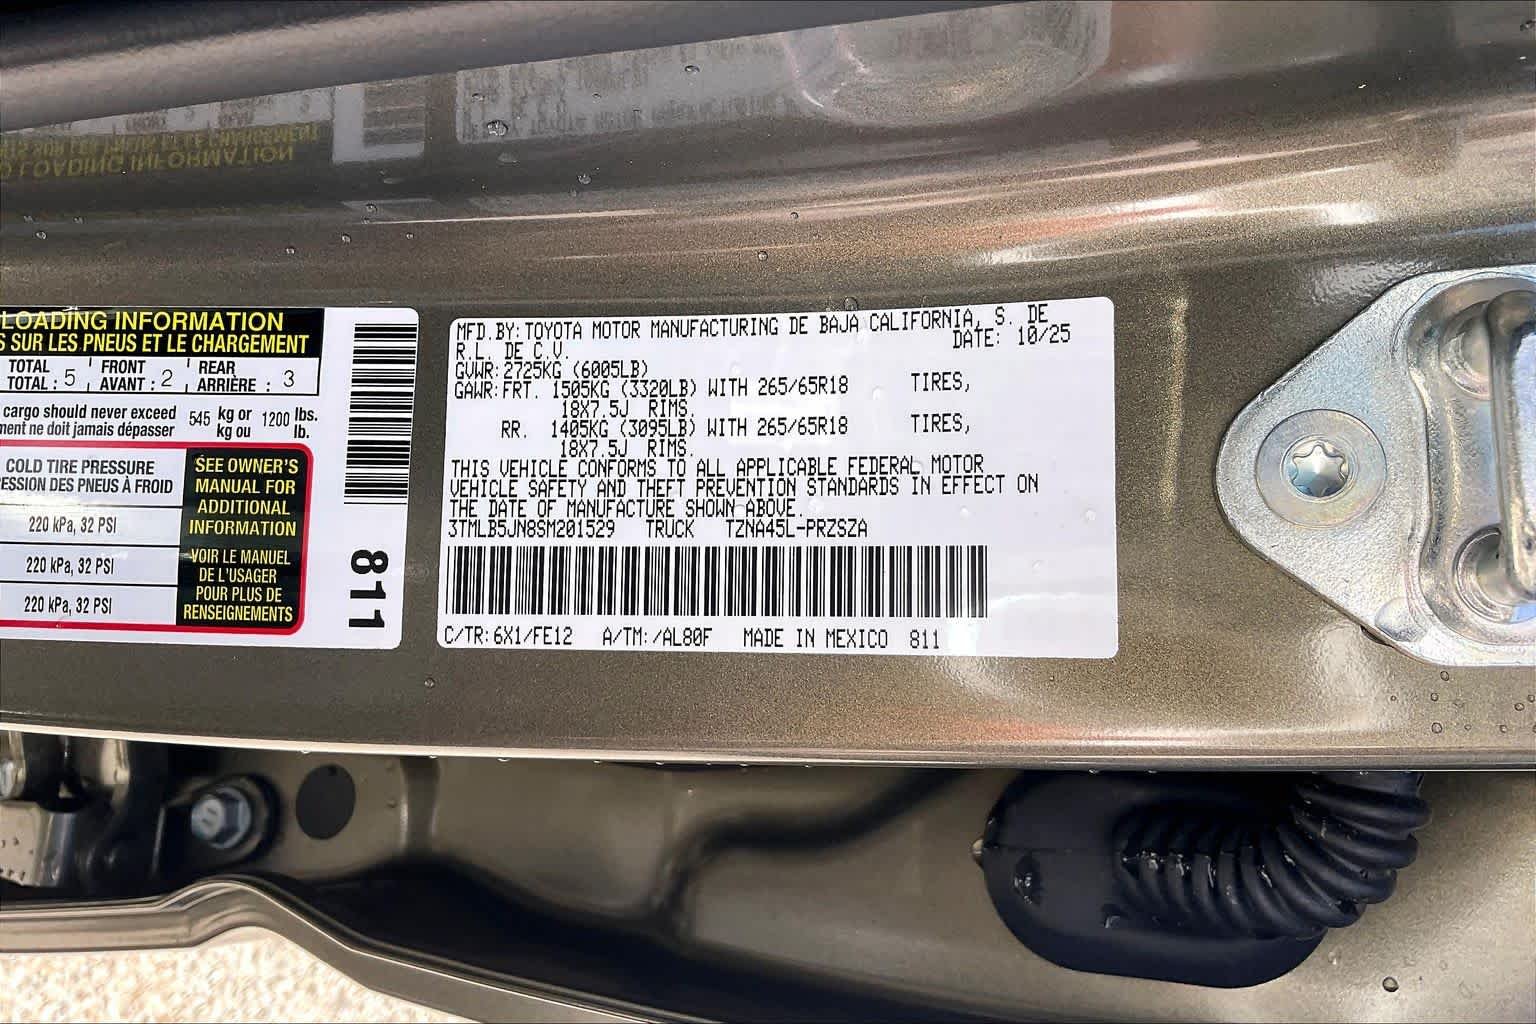 LOADING INFORMATION
S SUR LES PNEUS ET LE CHARGEMENT
TOTAL FRONT REAR
TOTAL : 5 AVANT : 2 ARRIÈRE : 3
cargo should never exceed 545 kg or 1200 lbs.
ment ne doit jamais dépasser kg ou lb.
COLD TIRE PRESSURE
ESSION DES PNEUS À FROID
220 kPa, 32 PSI
220 kPa, 32 PSI
220 kPa, 32 PSI
SEE OWNER'S
MANUAL FOR
ADDITIONAL
INFORMATION
VOIR LE MANUEL
DE L'USAGER
POUR PLUS DE
RENSEIGNEMENTS
811
MFD.BY: TOYOTA MOTOR MANUFACTURING DE BAJA CALIFORNIA, S. DE
R.L. DE C.V. DATE: 10/25
GVWR: 2725KG (6005LB)
GAWR: FRT. 1505KG (3320LB) WITH 265/65R18 TIRES,
18X7.5J RIMS.
RR. 1405KG (3095LB) WITH 265/65R18 TIRES,
18X7.5J RIMS.
THIS VEHICLE CONFORMS TO ALL APPLICABLE FEDERAL MOTOR
VEHICLE SAFETY AND THEFT PREVENTION STANDARDS IN EFFECT ON
THE DATE OF MANUFACTURE SHOWN ABOVE.
3TMLB5JN8SM201529 TRUCK TZNA45L-PRZSZA
C/TR: 6X1/FE12 A/TM: /AL80F MADE IN MEXICO 811